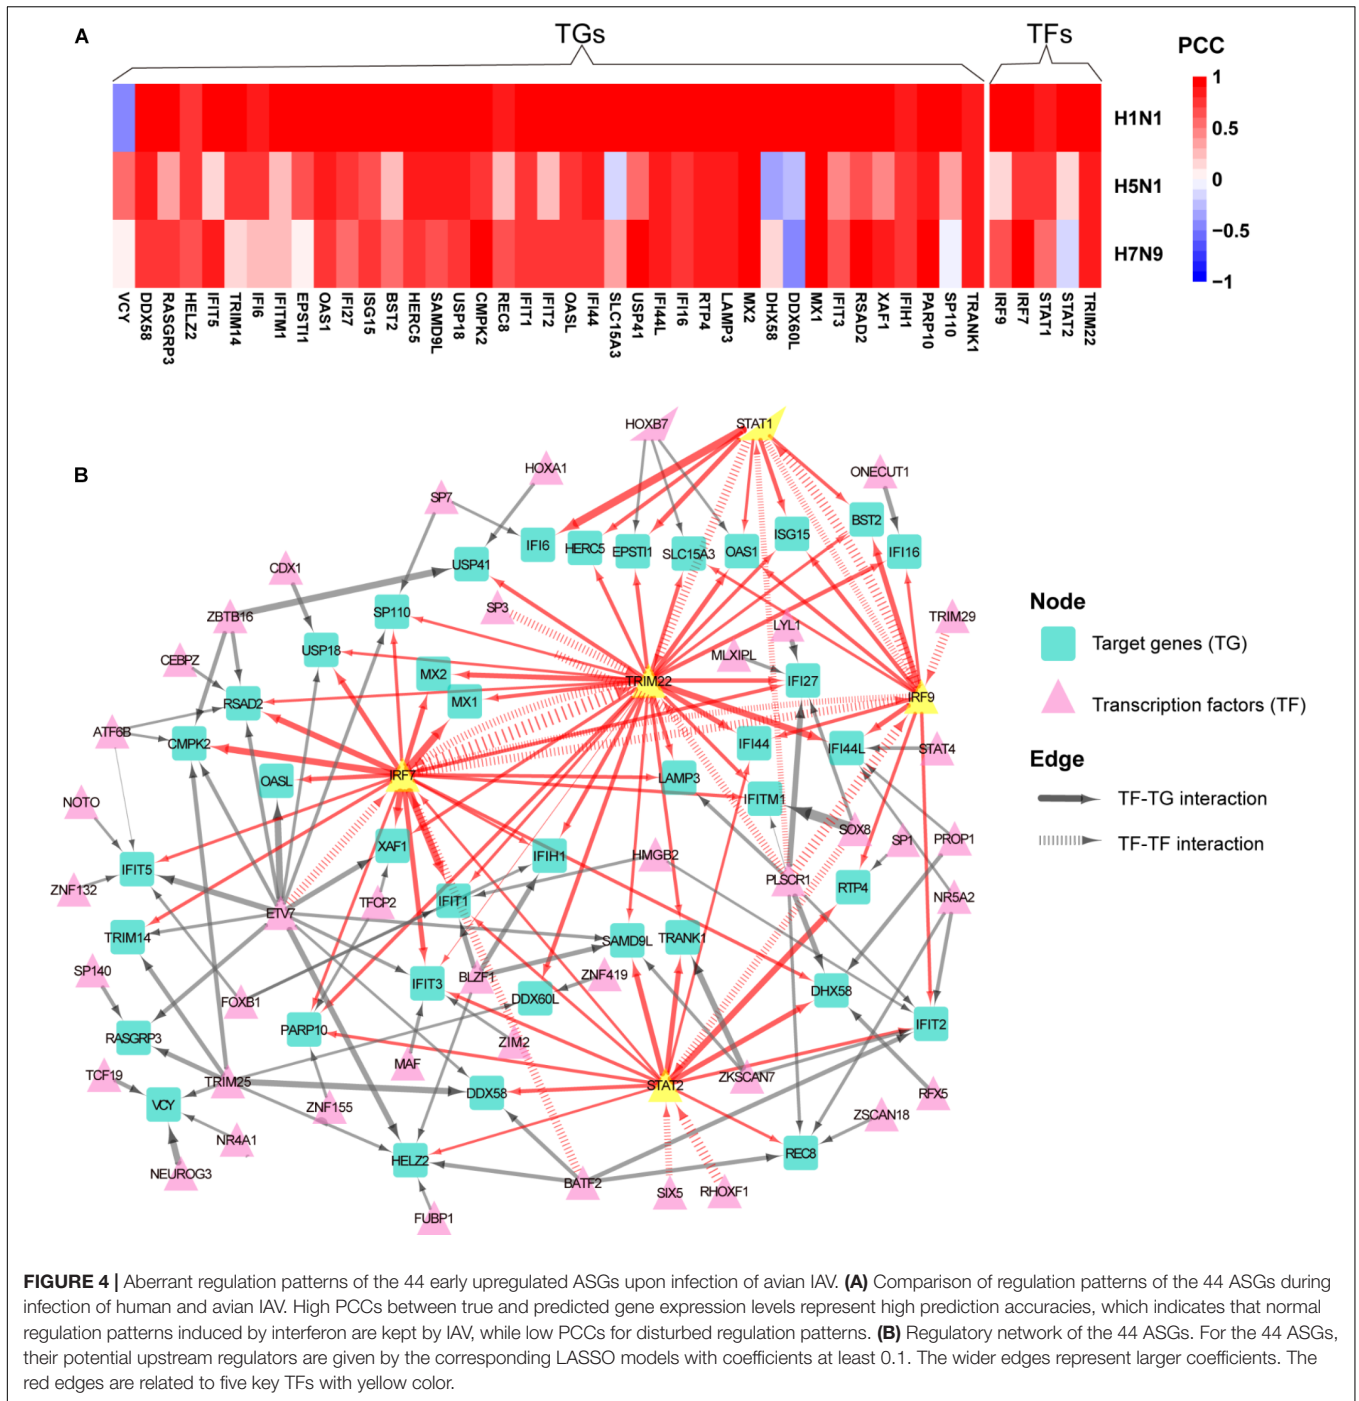 A
TGs
TFs
PCC
1
0.5
0
−0.5
−1
H1N1
H5N1
H7N9
VCY
DDX58
RASGRP3
HELZ2
IFIT5
TRIM14
IFI6
IFITM1
EPSTI1
OAS1
IFI27
ISG15
BST2
HERC5
SAMD9L
USP18
CMPK2
REC8
IFIT1
IFIT2
OASL
IFI44
SLC15A3
USP41
IFI44L
IFI16
RTP4
LAMP3
MX2
DHX58
DDX60L
MX1
IFIT3
RSAD2
XAF1
IFIH1
PARP10
SP110
TRANK1
IRF9
IRF7
STAT1
STAT2
TRIM22
B
HOXB7
STAT1
HOXA1
ONECUT1
SP7
BST2
ISG15
IFI6
HERC5
EPSTI1
SLC15A3
OAS1
IFI16
USP41
CDX1
SP3
SP110
ZBTB16
LYL1
TRIM29
USP18
MLXIPL
CEBPZ
MX2
TRIM22
IFI27
IRF9
RSAD2
MX1
ATF6B
CMPK2
IFI44
IFI44L
STAT4
OASL
IRF7
LAMP3
IFITM1
NOTO
SOX8
SP1
PROP1
XAF1
IFIH1
HMGB2
IFIT5
PLSCR1
RTP4
ZNF132
NR5A2
ETV7
TFCP2
IFIT1
TRIM14
SAMD9L
TRANK1
SP140
BLZF1
ZNF419
IFIT3
DHX58
FOXB1
DDX60L
IFIT2
RASGRP3
PARP10
ZIM2
MAF
TCF19
TRIM25
STAT2
ZKSCAN7
DDX58
RFX5
VCY
ZNF155
ZSCAN18
NR4A1
REC8
NEUROG3
HELZ2
BATF2
SIX5
RHOXF1
FUBP1
Node
Target genes (TG)
Transcription factors (TF)
Edge
TF-TG interaction
TF-TF interaction
FIGURE 4 | Aberrant regulation patterns of the 44 early upregulated ASGs upon infection of avian IAV. (A) Comparison of regulation patterns of the 44 ASGs during
infection of human and avian IAV. High PCCs between true and predicted gene expression levels represent high prediction accuracies, which indicates that normal
regulation patterns induced by interferon are kept by IAV, while low PCCs for disturbed regulation patterns. (B) Regulatory network of the 44 ASGs. For the 44 ASGs,
their potential upstream regulators are given by the corresponding LASSO models with coefficients at least 0.1. The wider edges represent larger coefficients. The
red edges are related to five key TFs with yellow color.